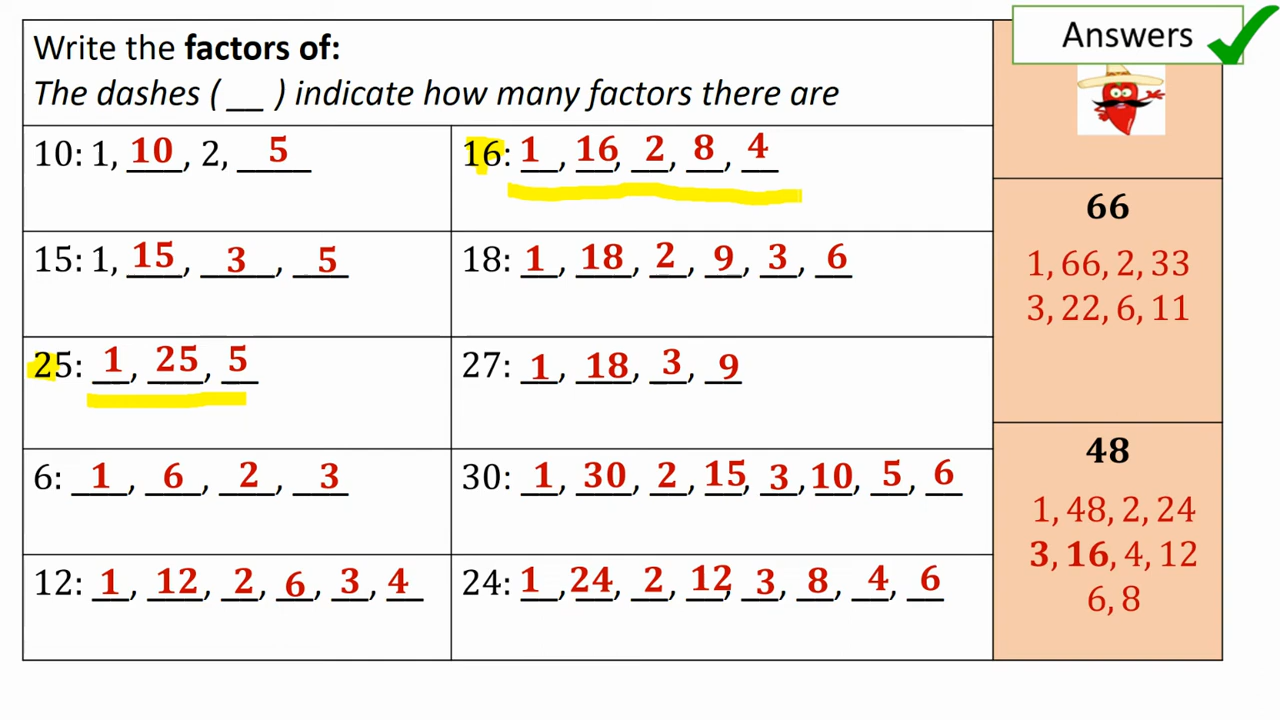 Answers
Write the factors of:
The dashes ( __ ) indicate how many factors there are
10: 1, 10, 2, 5
16: 1, 16, 2, 8, 4
15: 1, 15, 3, 5
18: 1, 18, 2, 9, 3, 6
25: 1, 25, 5
27: 1, 18, 3, 9
6: 1, 6, 2, 3
30: 1, 30, 2, 15, 3, 10, 5, 6
12: 1, 12, 2, 6, 3, 4
24: 1, 24, 2, 12, 3, 8, 4, 6
66
1, 66, 2, 33
3, 22, 6, 11
48
1, 48, 2, 24
3, 16, 4, 12
6, 8